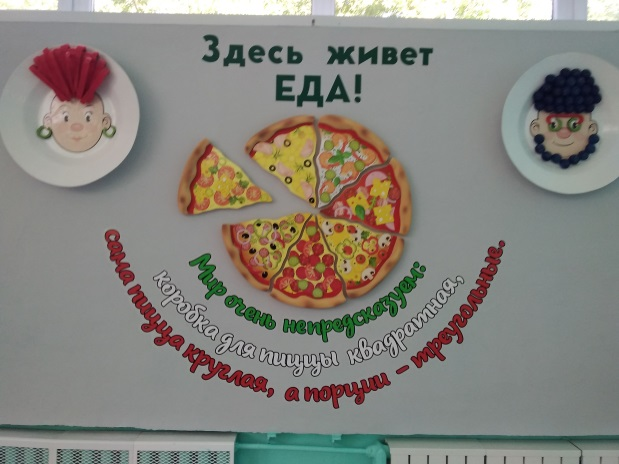 Здесь живет
ЕДА!
Мир очень непредсказуем:
коробка для пиццы квадратная,
сама пицца круглая, а порции – треугольные.